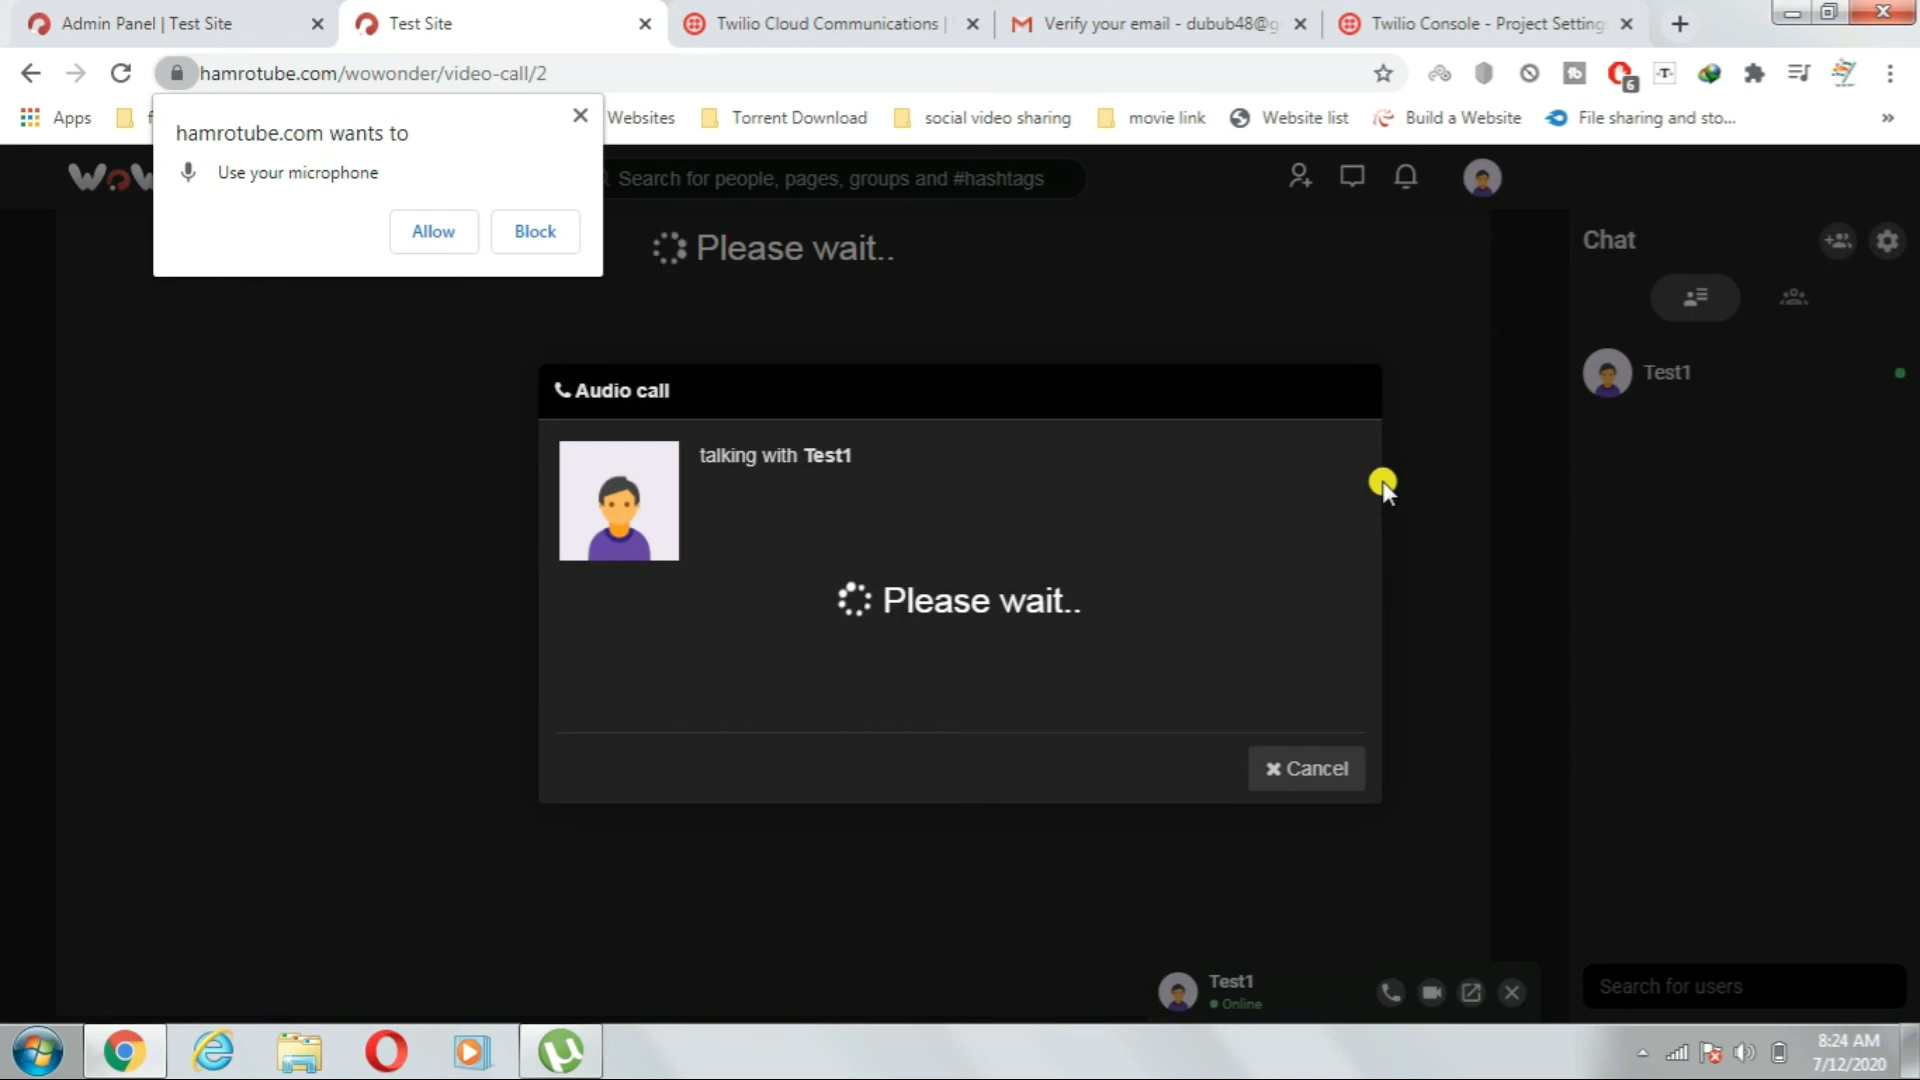 Admin Panel | Test Site
Test Site
Twilio Cloud Communications |
Verify your email - dubub48@g
Twilio Console - Project Setting
hamrotube.com/wowonder/video-call/2
6
Apps
Websites
Torrent Download
social video sharing
movie link
Website list
Build a Website
File sharing and sto...
»
hamrotube.com wants to
Use your microphone
Allow
Block
WoW
Search for people, pages, groups and #hashtags
Please wait..
Chat
Test1
Audio call
talking with Test1
Please wait..
Cancel
Test1
Online
Search for users
8:24 AM
7/12/2020